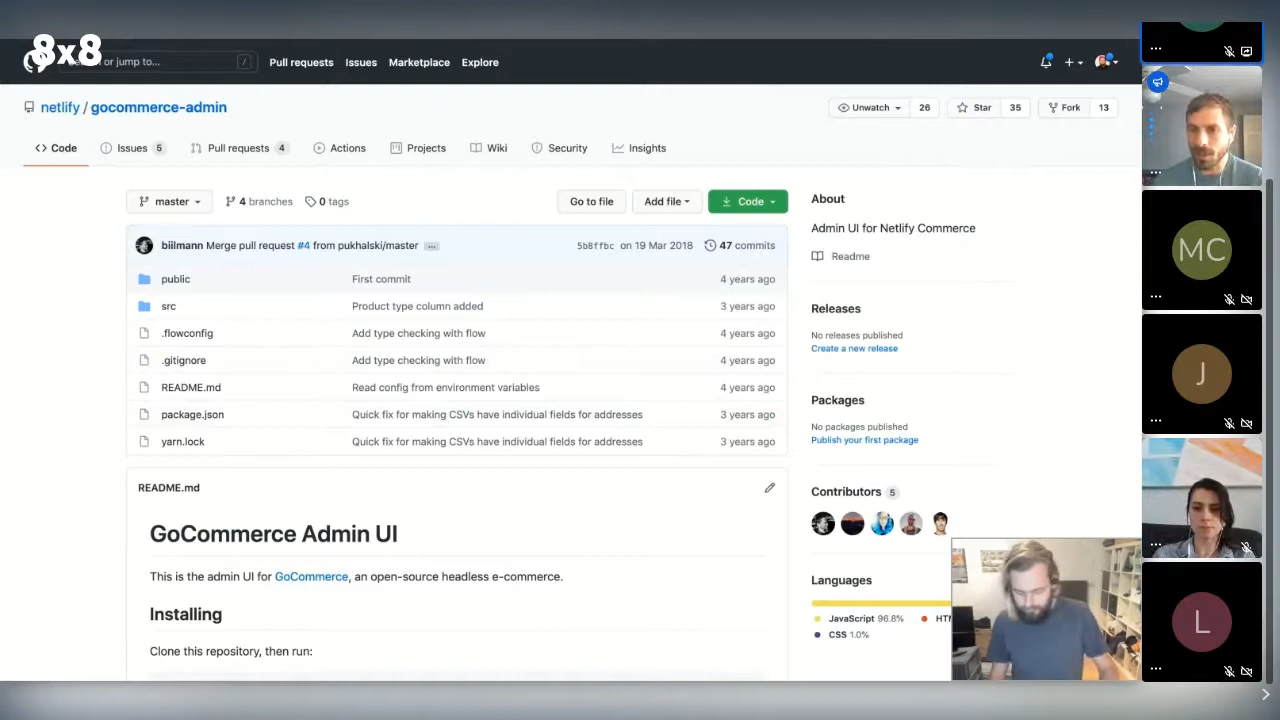 8x8
or jump to...
/
Pull requests
Issues
Marketplace
Explore
netlify / gocommerce-admin
Unwatch
26
Star
35
Fork
13
Code
Issues 5
Pull requests 4
Actions
Projects
Wiki
Security
Insights
master
4 branches
0 tags
Go to file
Add file
Code
biilmann Merge pull request #4 from pukhalski/master ...
5b8ffbc on 19 Mar 2018
47 commits
public First commit 4 years ago
src Product type column added 3 years ago
.flowconfig Add type checking with flow 4 years ago
.gitignore Add type checking with flow 4 years ago
README.md Read config from environment variables 4 years ago
package.json Quick fix for making CSVs have individual fields for addresses 3 years ago
yarn.lock Quick fix for making CSVs have individual fields for addresses 3 years ago
README.md
GoCommerce Admin UI
This is the admin UI for GoCommerce, an open-source headless e-commerce.
Installing
Clone this repository, then run:
About
Admin UI for Netlify Commerce
Readme
Releases
No releases published
Create a new release
Packages
No packages published
Publish your first package
Contributors 5
Languages
JavaScript 96.8%
CSS 1.0%
MC
J
L